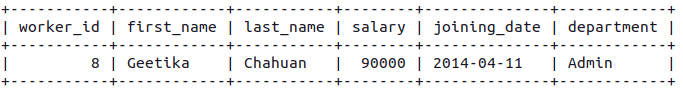 +-----------+------------+-----------+--------+--------------+------------+
| worker_id | first_name | last_name | salary | joining_date | department |
+-----------+------------+-----------+--------+--------------+------------+
| 8 | Geetika | Chahuan | 90000 | 2014-04-11 | Admin |
+-----------+------------+-----------+--------+--------------+------------+